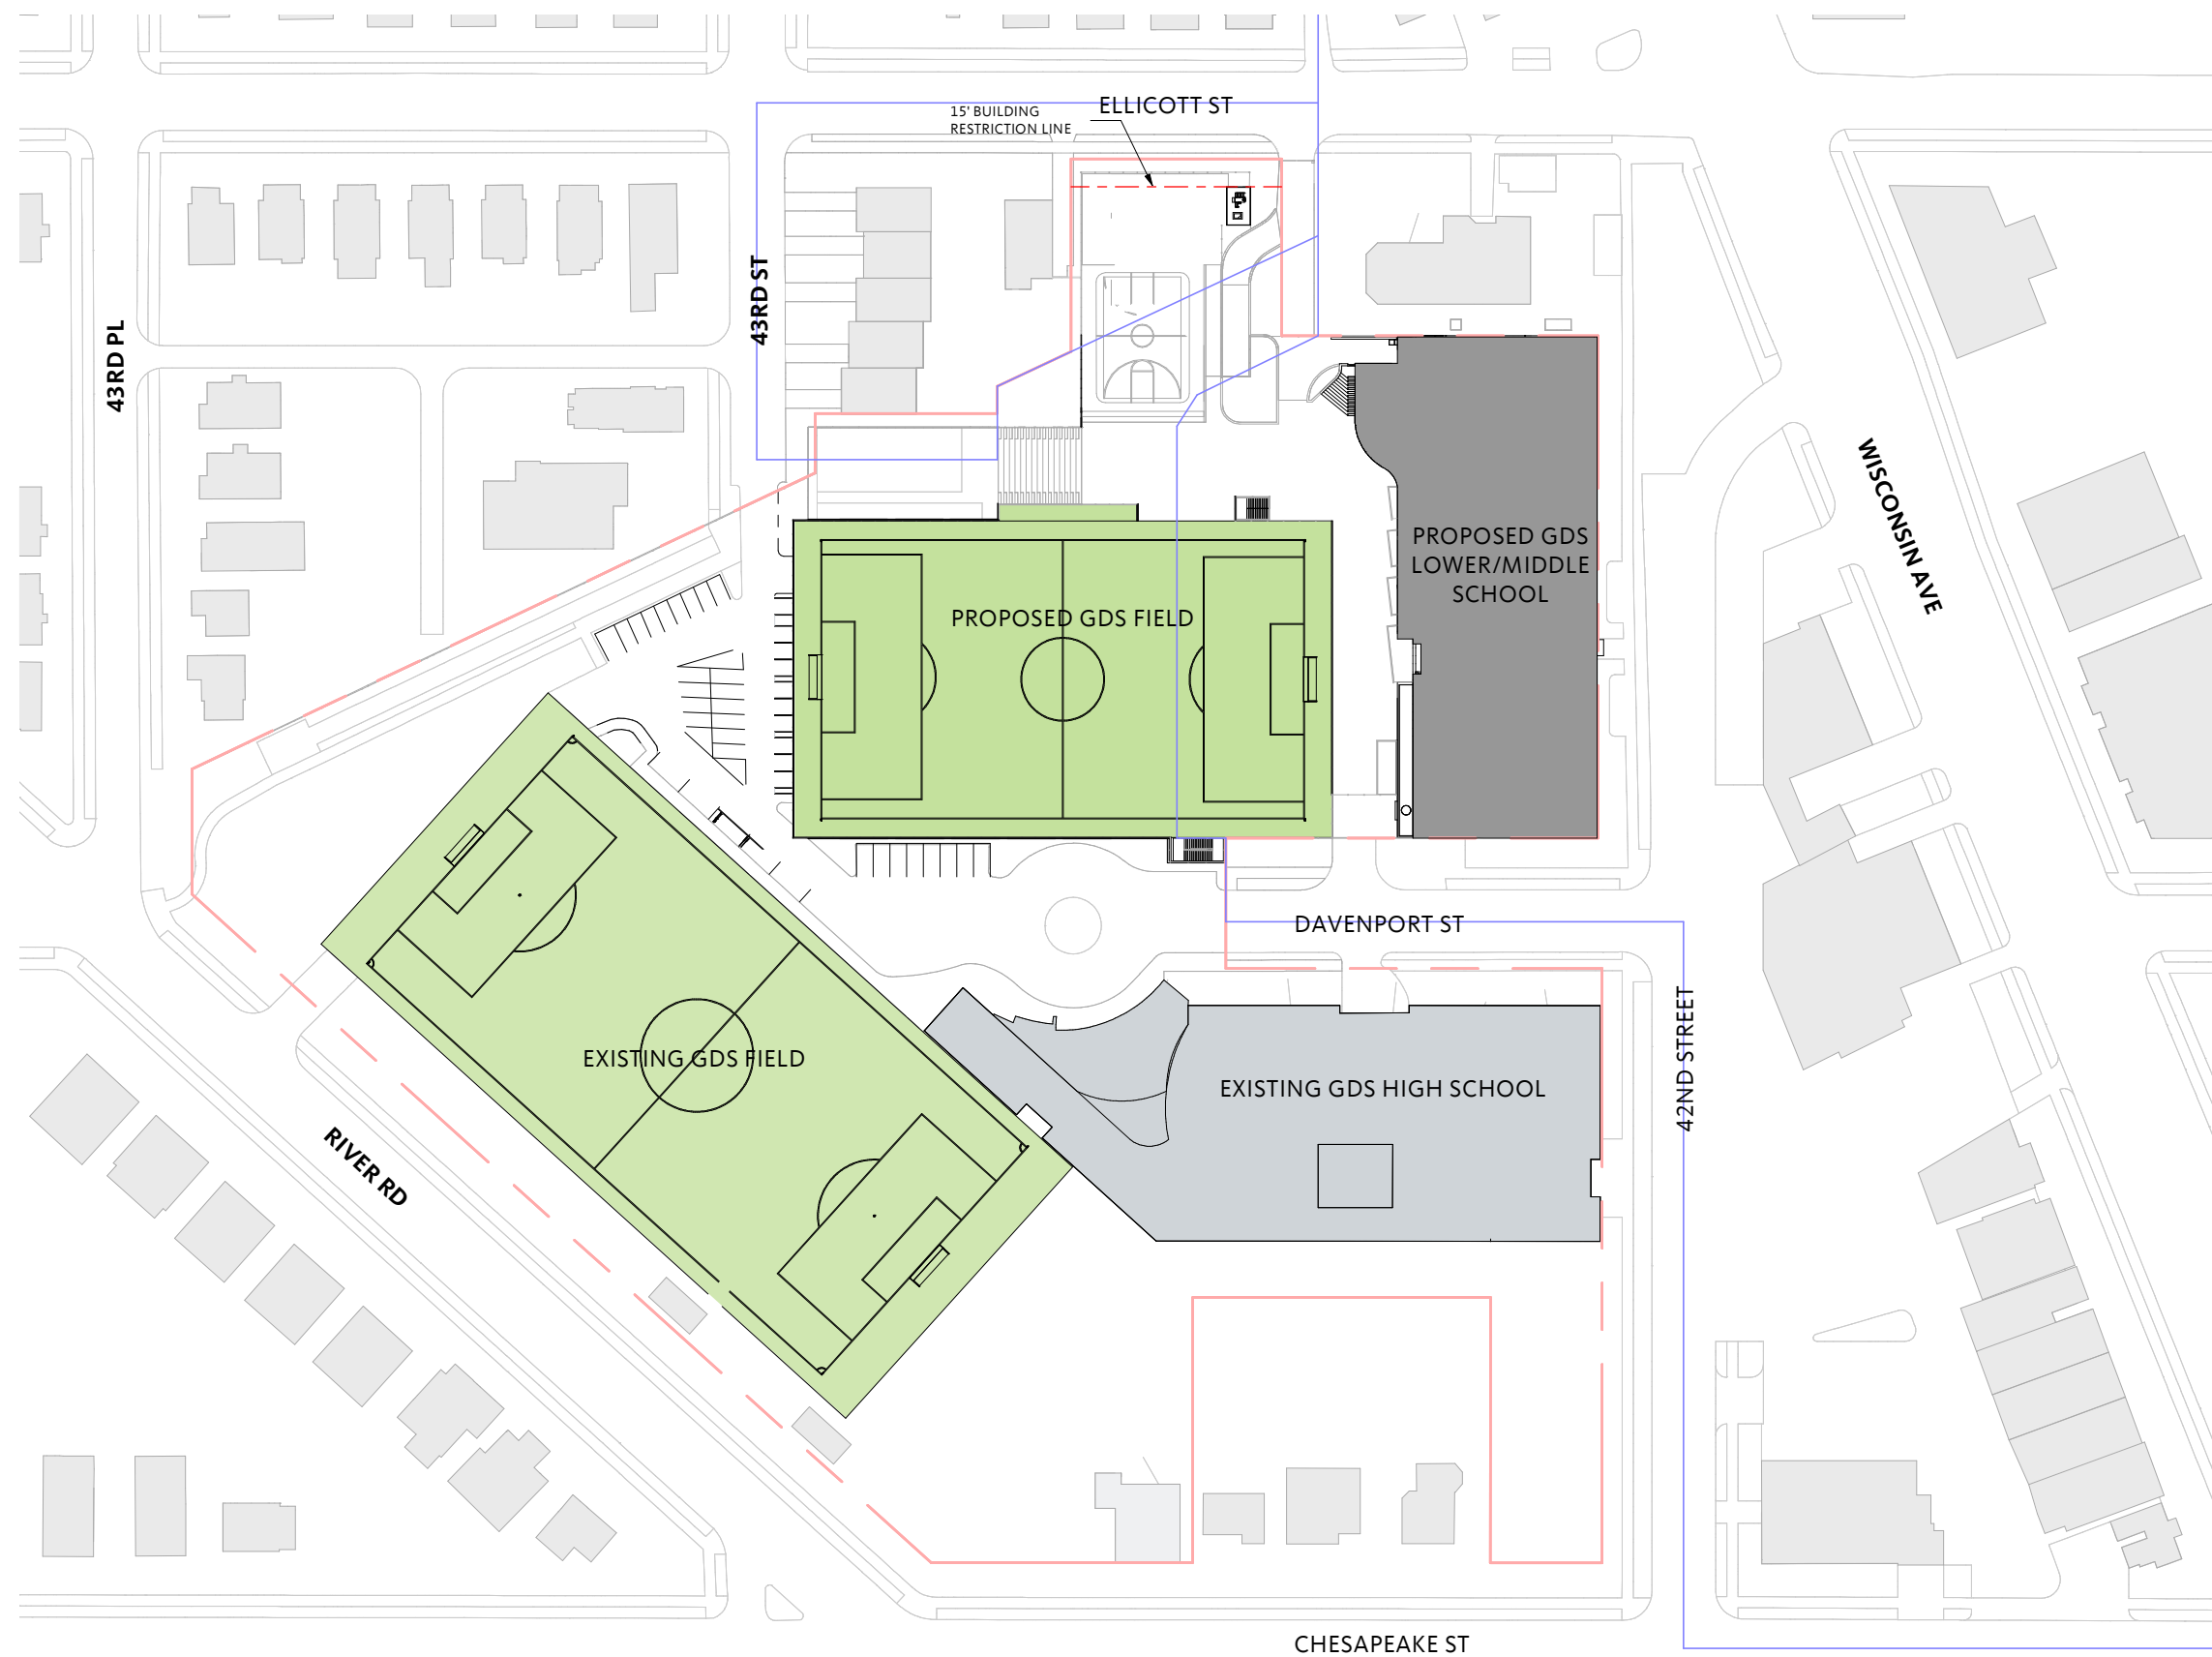 ELLICOTT ST
15' BUILDING
RESTRICTION LINE
43RD ST
43RD PL
WISCONSIN AVE
PROPOSED GDS
LOWER/MIDDLE
SCHOOL
PROPOSED GDS FIELD
DAVENPORT ST
EXISTING GDS FIELD
EXISTING GDS HIGH SCHOOL
42ND STREET
RIVER RD
CHESAPEAKE ST